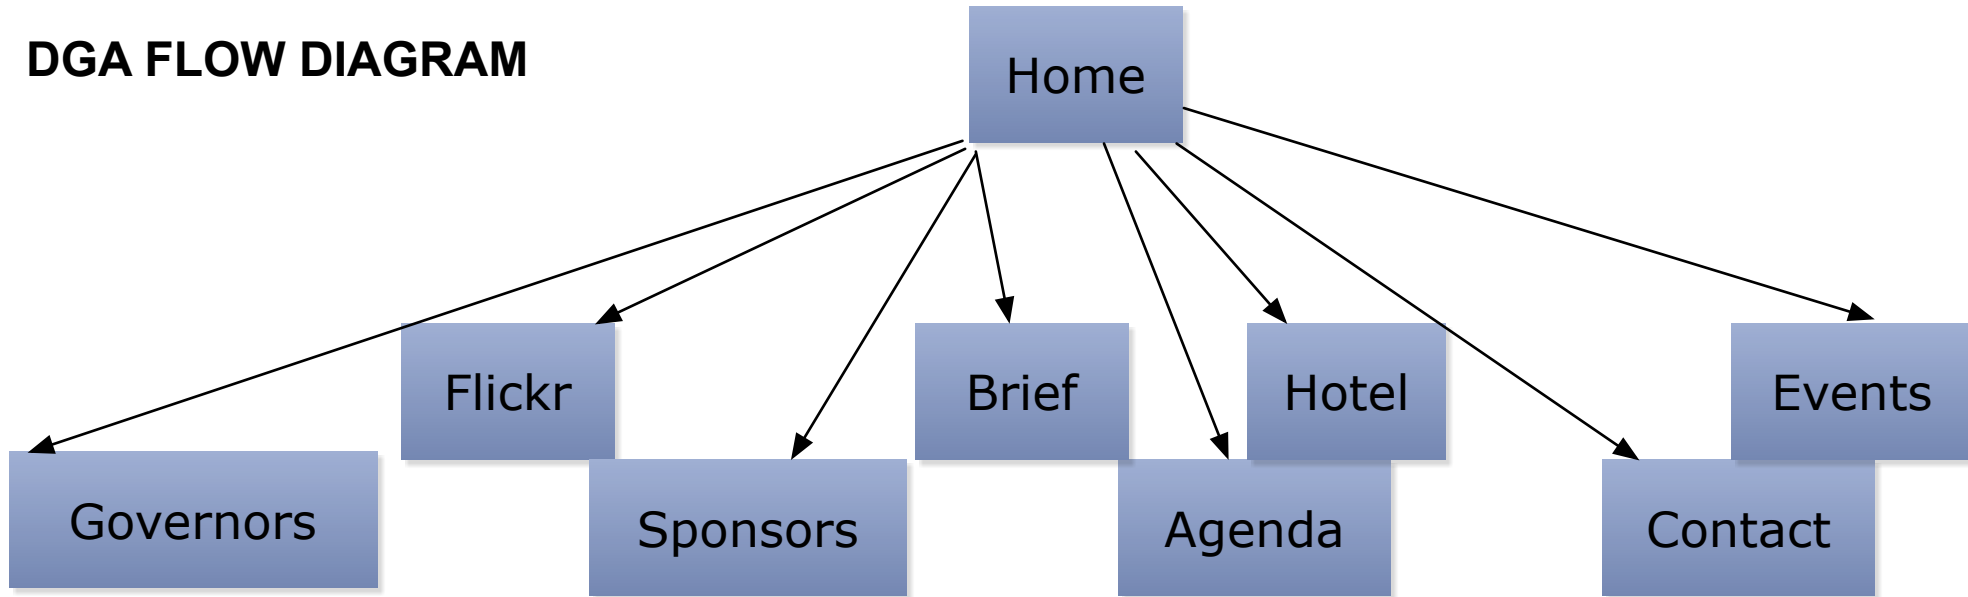 DGA FLOW DIAGRAM
Home
Flickr
Brief
Hotel
Events
Governors
Sponsors
Agenda
Contact